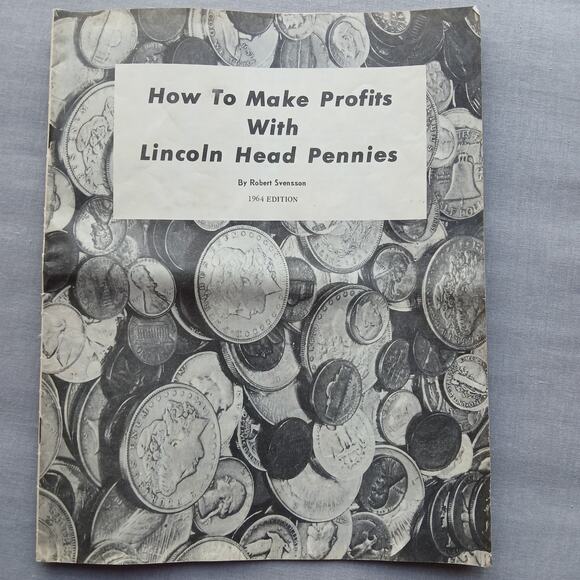 How To Make Profits
With
Lincoln Head Pennies
By Robert Svensson
1964 EDITION